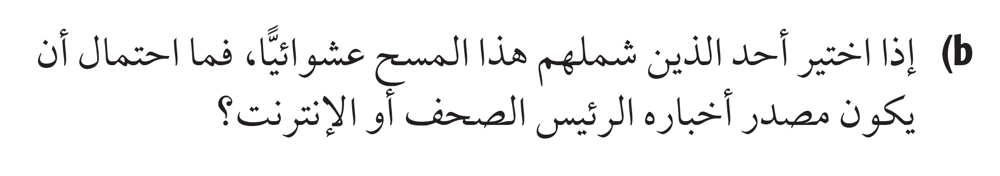 (b إذا اختير أحد الذين شملهم هذا المسح عشوائيًّا، فما احتمال أن
يكون مصدر أخباره الرئيس الصحف أو الإنترنت؟